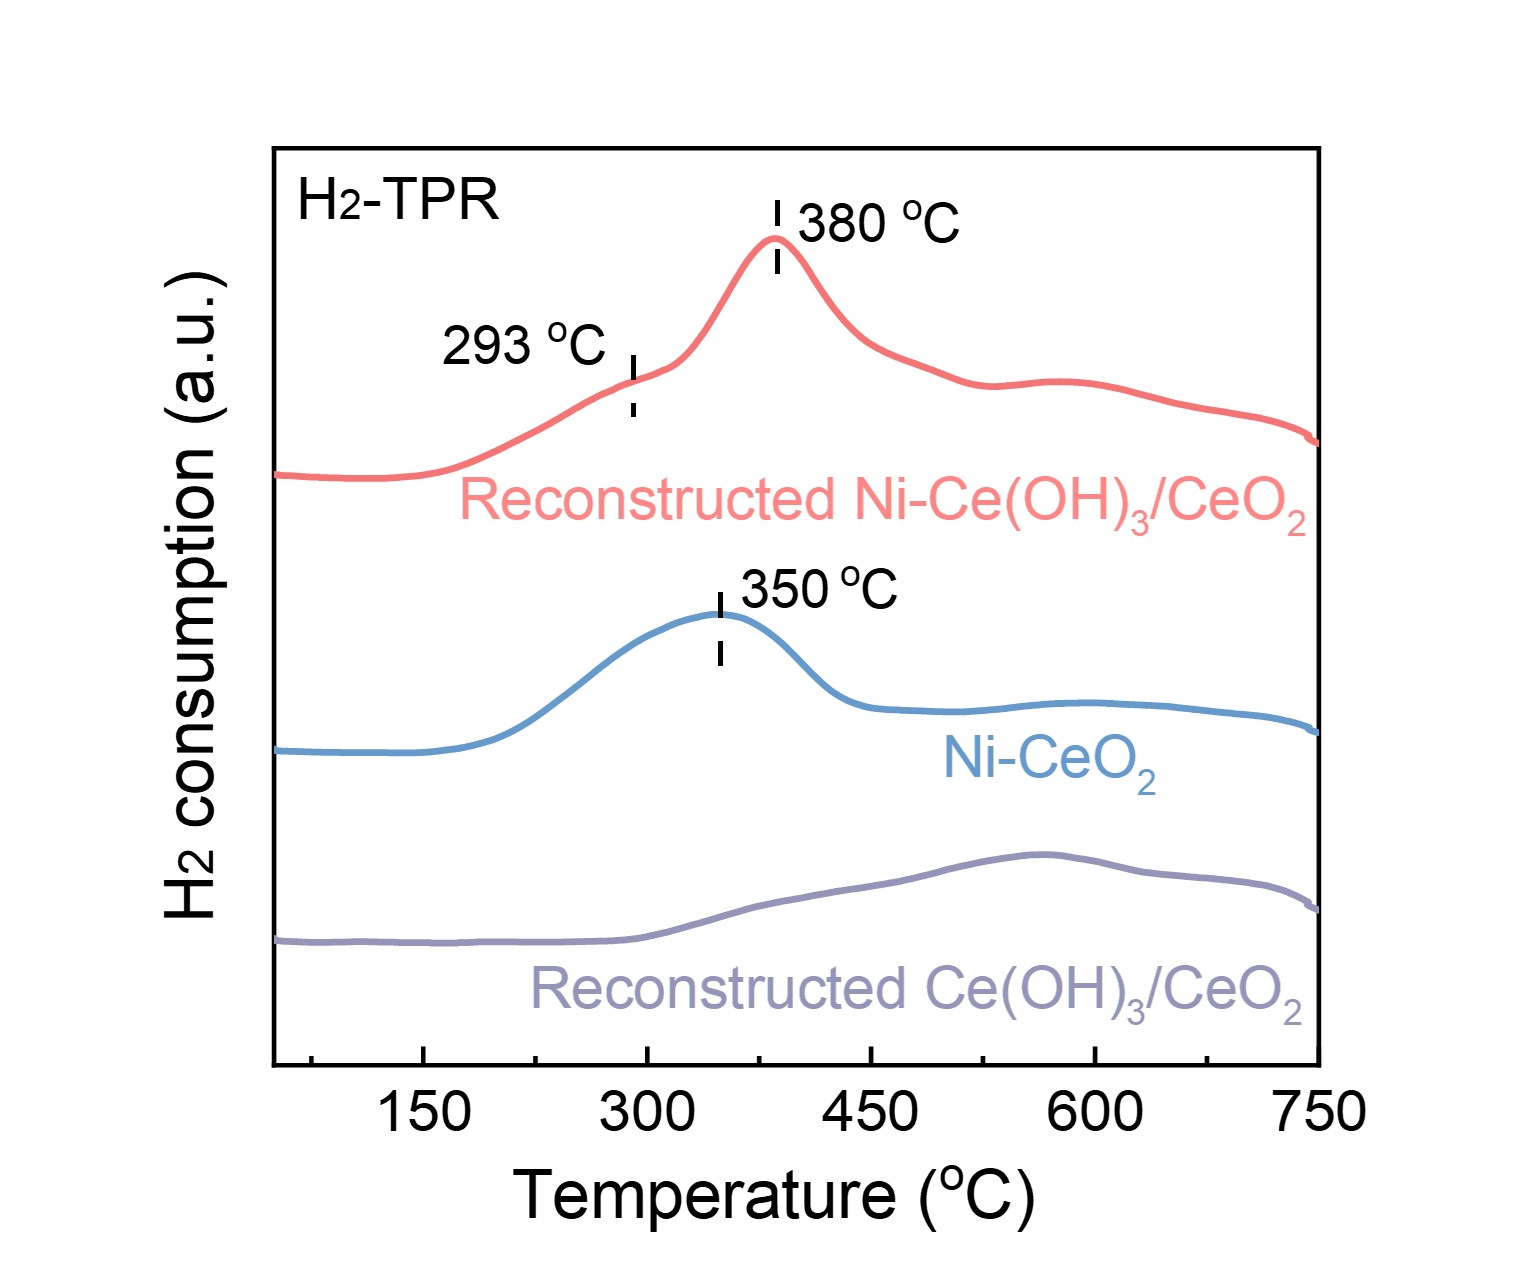 H2-TPR
380 °C
293 °C
Reconstructed Ni-Ce(OH)₃/CeO₂
350 °C
Ni-CeO₂
Reconstructed Ce(OH)₃/CeO₂
H2 consumption (a.u.)
150 300 450 600 750
Temperature (°C)